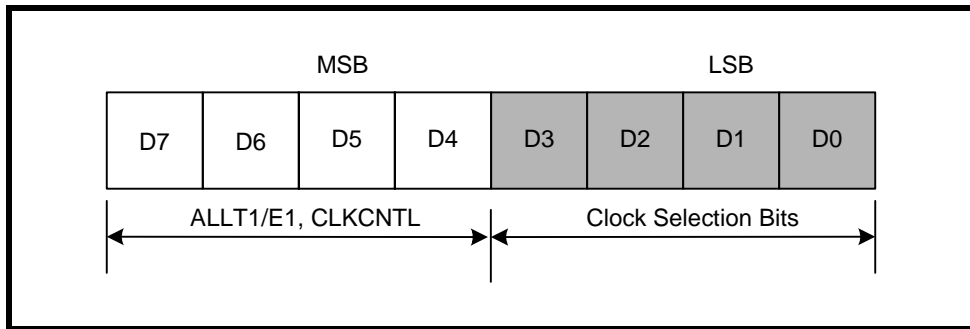 MSB LSB
D7 D6 D5 D4 D3 D2 D1 D0
ALLT1/E1, CLKCNTL Clock Selection Bits